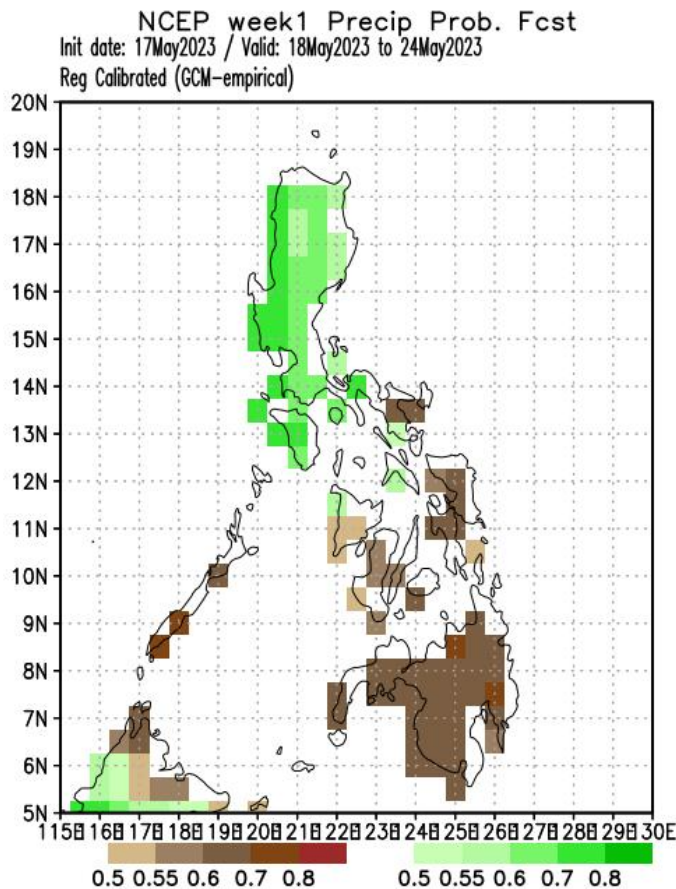 NCEP week1 Precip Prob. Fcst
Init date: 17May2023 / Valid: 18May2023 to 24May2023
Reg Calibrated (GCM-empirical)
20N
19N
18N
17N
16N
15N
14N
13N
12N
11N
10N
9N
8N
7N
6N
5N
115E 116E 117E 118E 119E 120E 121E 122E 123E 124E 125E 126E 127E 128E 129E 130E
0.5 0.55 0.6 0.7 0.8 0.5 0.55 0.6 0.7 0.8